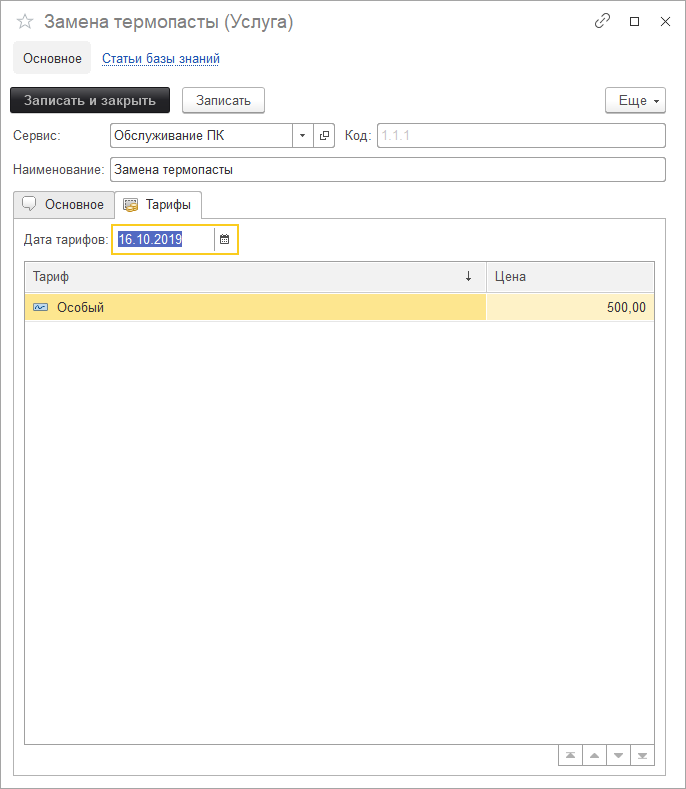 Замена термопасты (Услуга)
Основное Статьи базы знаний
Записать и закрыть Записать Еще
Сервис: Обслуживание ПК Код: 1.1.1
Наименование: Замена термопасты
Основное Тарифы
Дата тарифов: 16.10.2019
Тариф Цена
Особый 500,00